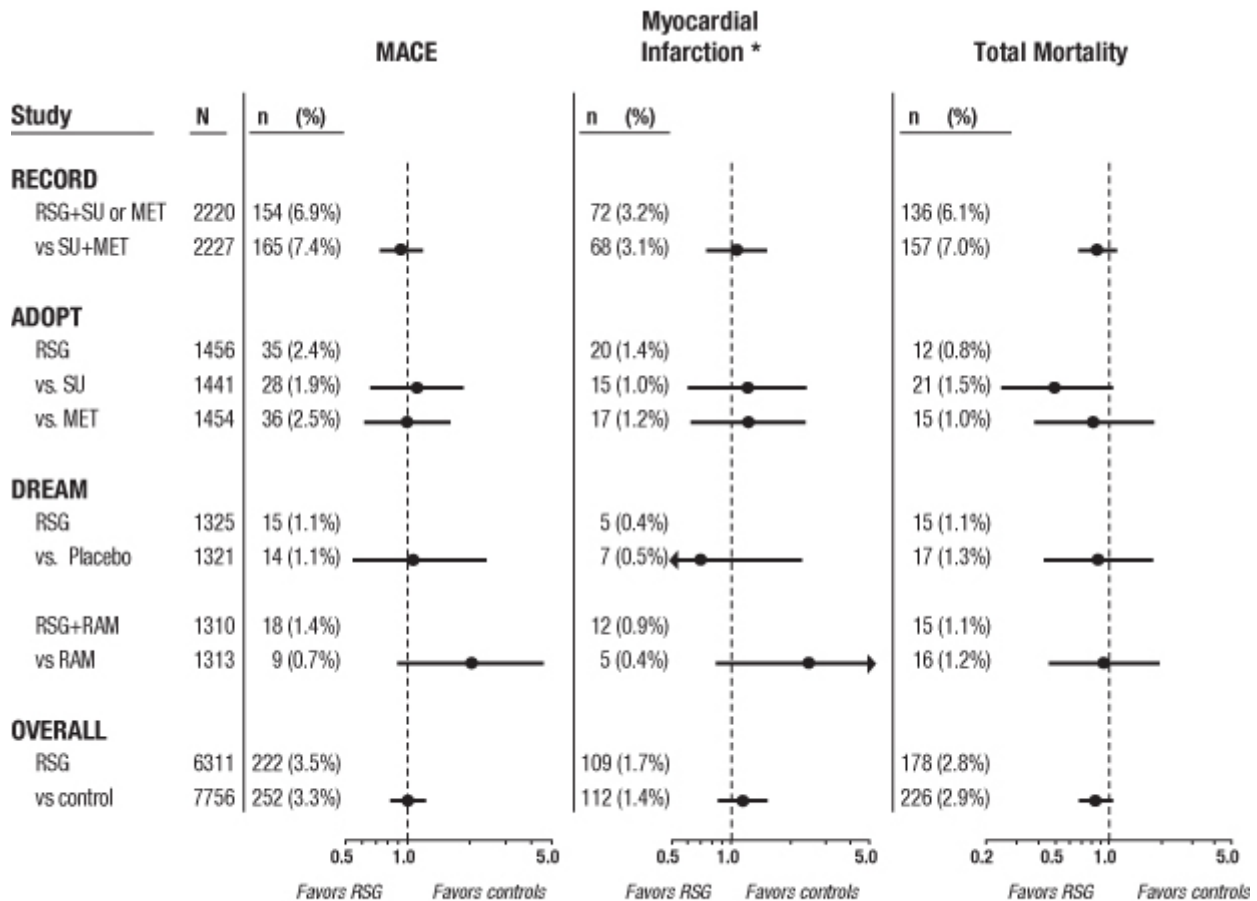 MACE Myocardial Infarction * Total Mortality
Study N n (%) n (%) n (%)
RECORD
RSG+SU or MET 2220 154 (6.9%) 72 (3.2%) 136 (6.1%)
vs SU+MET 2227 165 (7.4%) 68 (3.1%) 157 (7.0%)
ADOPT
RSG 1456 35 (2.4%) 20 (1.4%) 12 (0.8%)
vs. SU 1441 28 (1.9%) 15 (1.0%) 21 (1.5%)
vs. MET 1454 36 (2.5%) 17 (1.2%) 15 (1.0%)
DREAM
RSG 1325 15 (1.1%) 5 (0.4%) 15 (1.1%)
vs. Placebo 1321 14 (1.1%) 7 (0.5%) 17 (1.3%)
RSG+RAM 1310 18 (1.4%) 12 (0.9%) 15 (1.1%)
vs RAM 1313 9 (0.7%) 5 (0.4%) 16 (1.2%)
OVERALL
RSG 6311 222 (3.5%) 109 (1.7%) 178 (2.8%)
vs control 7756 252 (3.3%) 112 (1.4%) 226 (2.9%)
0.5 1.0 5.0 0.5 1.0 5.0 0.2 0.5 1.0 5.0
Favors RSG Favors controls Favors RSG Favors controls Favors RSG Favors controls